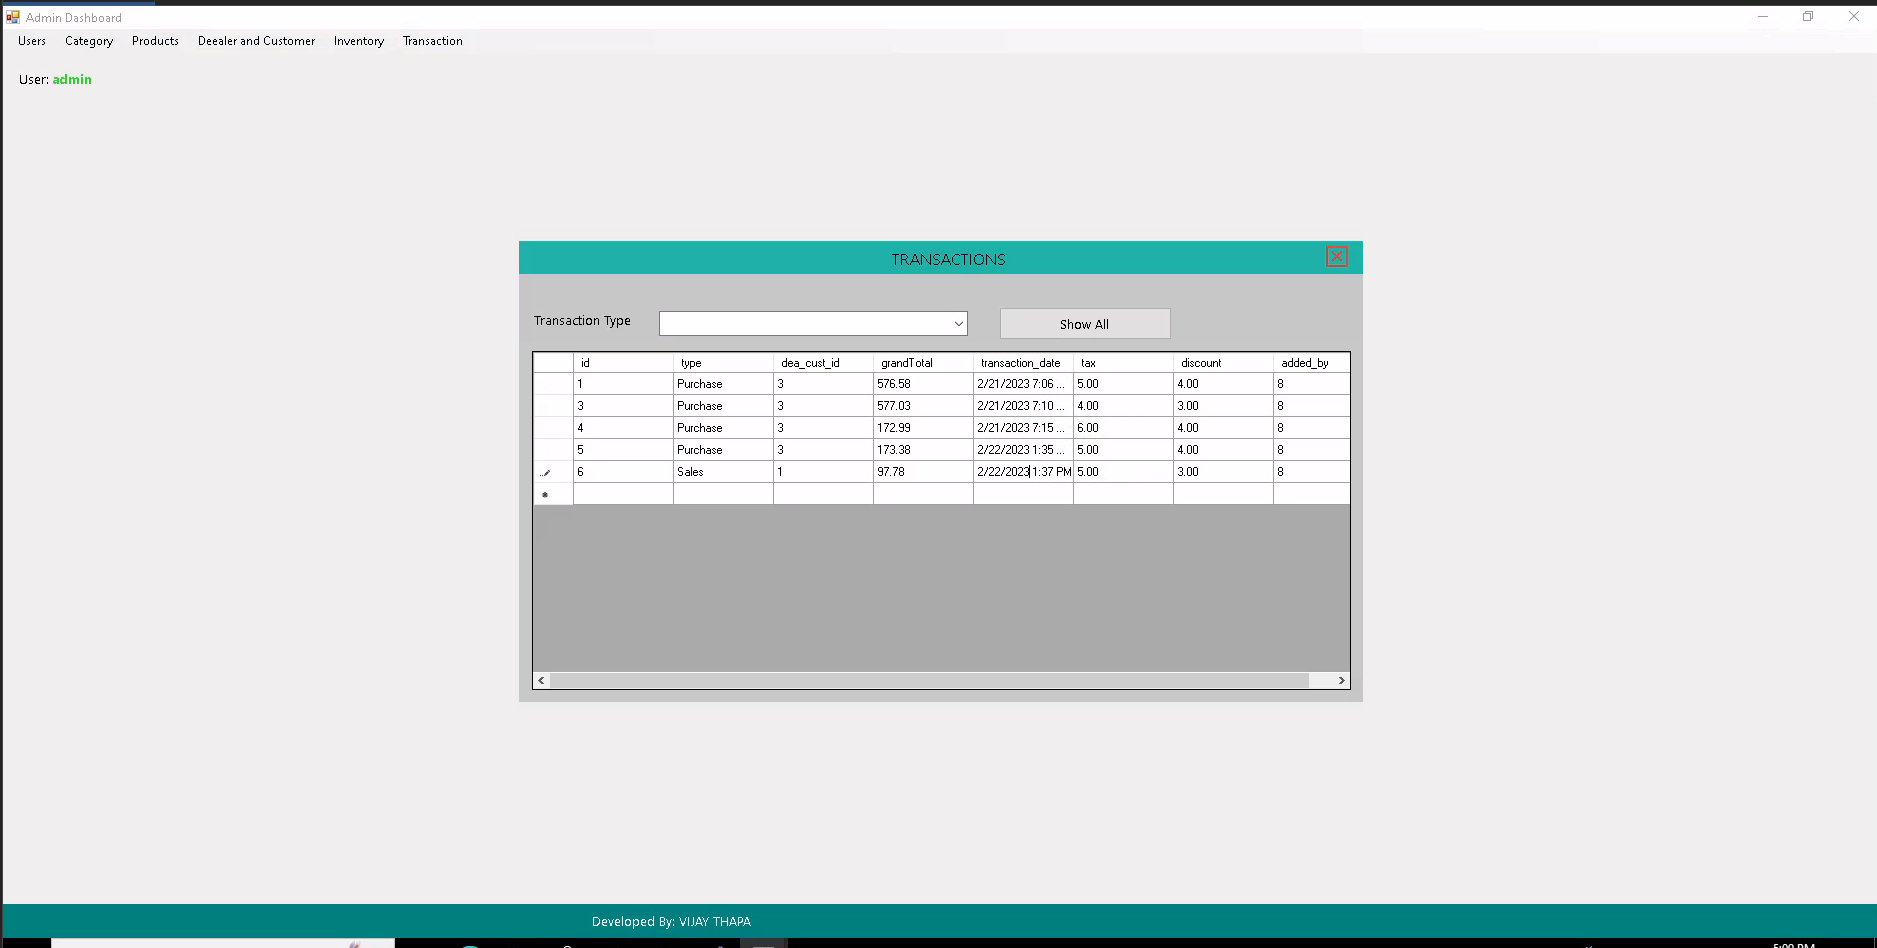 Admin Dashboard
Users Category Products Deealer and Customer Inventory Transaction
User: admin
TRANSACTIONS
Transaction Type Show All
id type dea_cust_id grandTotal transaction_date tax discount added_by
1 Purchase 3 576.58 2/21/2023 7:06 ... 5.00 4.00 8
3 Purchase 3 577.03 2/21/2023 7:10 ... 4.00 3.00 8
4 Purchase 3 172.99 2/21/2023 7:15 ... 6.00 4.00 8
5 Purchase 3 173.38 2/22/2023 1:35 ... 5.00 4.00 8
6 Sales 1 97.78 2/22/2023 1:37 PM 5.00 3.00 8
Developed By: VIJAY THAPA
5:00 PM